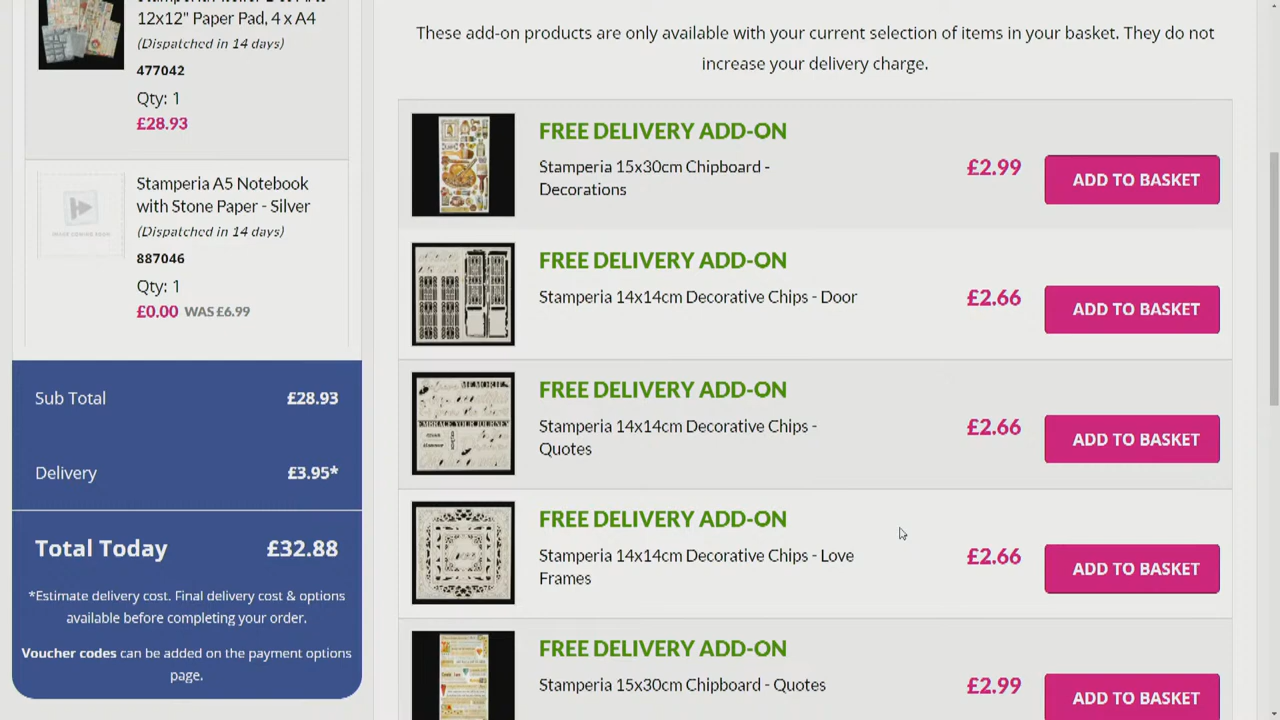 12x12" Paper Pad, 4 x A4
(Dispatched in 14 days)
477042
Qty: 1
£28.93
Stamperia A5 Notebook
with Stone Paper - Silver
(Dispatched in 14 days)
887046
Qty: 1
£0.00 WAS £6.99
Sub Total £28.93
Delivery £3.95*
Total Today £32.88
*Estimate delivery cost. Final delivery cost & options
available before completing your order.
Voucher codes can be added on the payment options
page.
These add-on products are only available with your current selection of items in your basket. They do not
increase your delivery charge.
FREE DELIVERY ADD-ON
Stamperia 15x30cm Chipboard -
Decorations
£2.99 ADD TO BASKET
FREE DELIVERY ADD-ON
Stamperia 14x14cm Decorative Chips - Door
£2.66 ADD TO BASKET
FREE DELIVERY ADD-ON
Stamperia 14x14cm Decorative Chips -
Quotes
£2.66 ADD TO BASKET
FREE DELIVERY ADD-ON
Stamperia 14x14cm Decorative Chips - Love
Frames
£2.66 ADD TO BASKET
FREE DELIVERY ADD-ON
Stamperia 15x30cm Chipboard - Quotes
£2.99 ADD TO BASKET